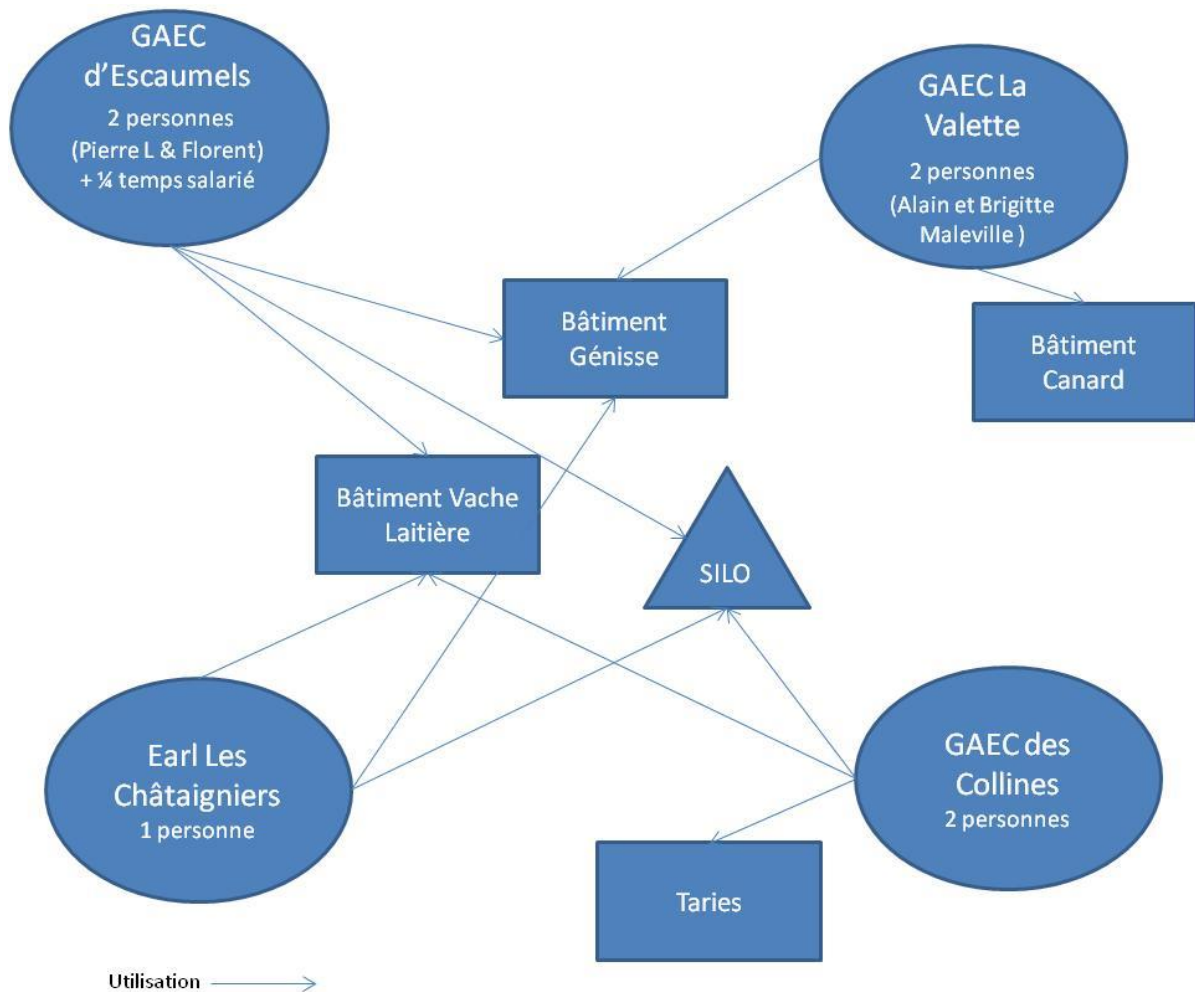 GAEC
d'Escaumels
2 personnes
(Pierre L & Florent)
+ ¼ temps salarié
GAEC La
Valette
2 personnes
(Alain et Brigitte
Maleville )
Bâtiment
Génisse
Bâtiment
Canard
Bâtiment Vache
Laitière
SILO
Earl Les
Châtaigniers
1 personne
GAEC des
Collines
2 personnes
Taries
Utilisation